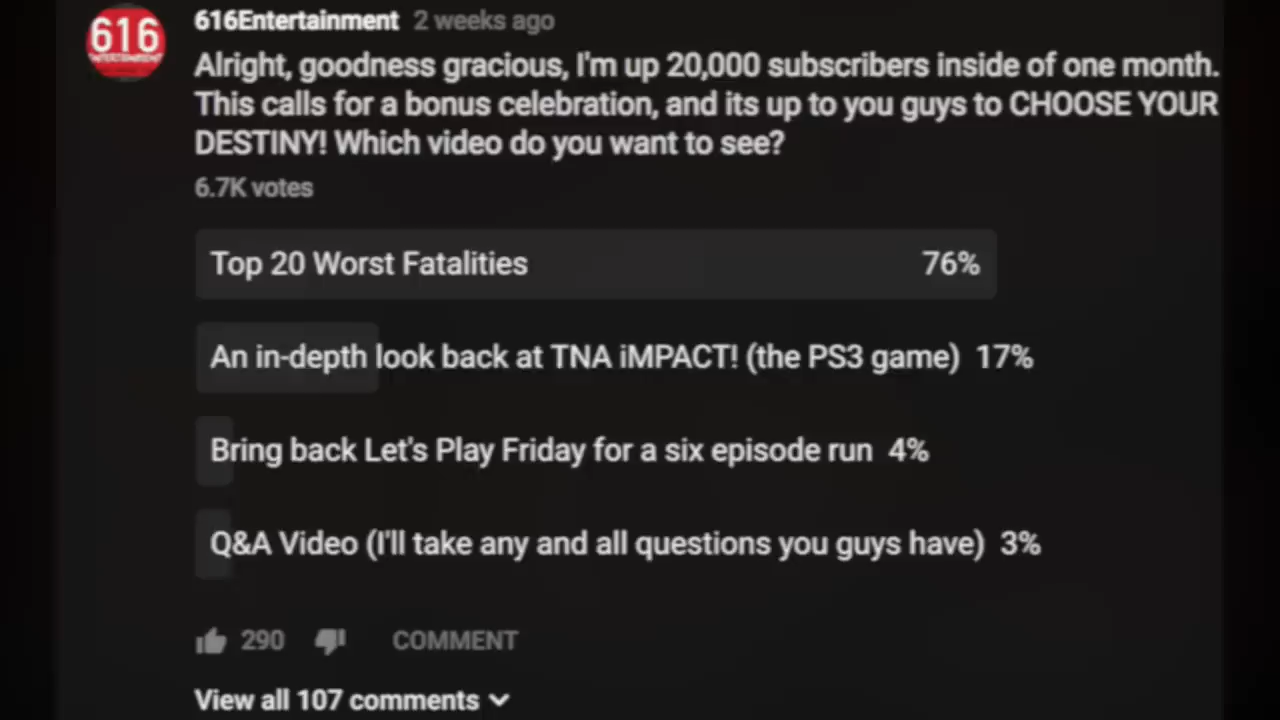 616
ENTERTAINMENT
616Entertainment 2 weeks ago
Alright, goodness gracious, I'm up 20,000 subscribers inside of one month.
This calls for a bonus celebration, and its up to you guys to CHOOSE YOUR
DESTINY! Which video do you want to see?
6.7K votes
Top 20 Worst Fatalities 76%
An in-depth look back at TNA iMPACT! (the PS3 game) 17%
Bring back Let's Play Friday for a six episode run 4%
Q&A Video (I'll take any and all questions you guys have) 3%
290 COMMENT
View all 107 comments